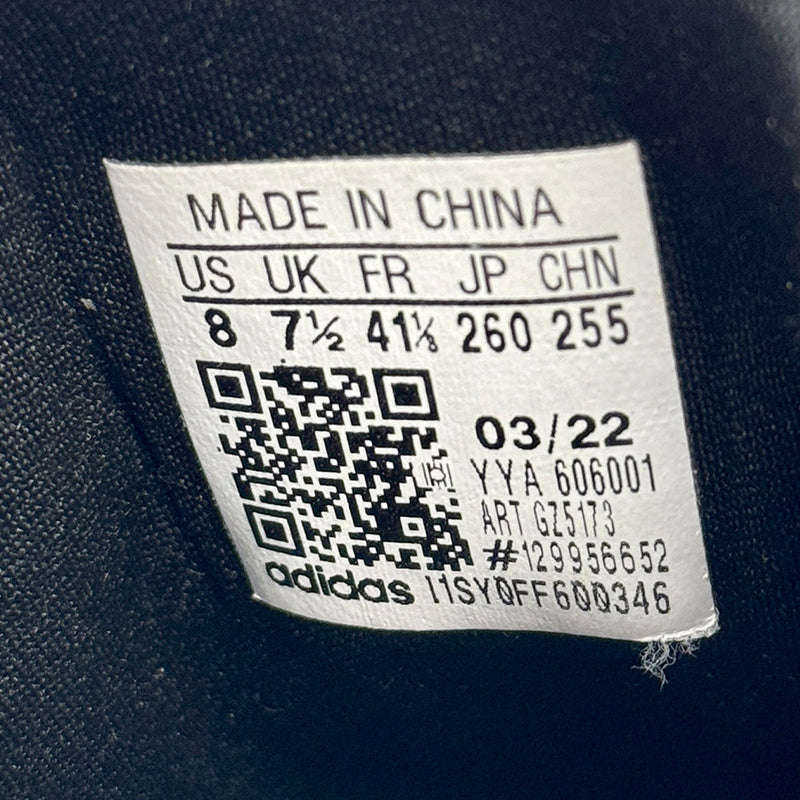 MADE IN CHINA
US UK FR JP CHN
8 7½ 41⅓ 260 255
03/22
YYA 606001
ART GZ5173
#129956652
adidas I1SY0FF600346